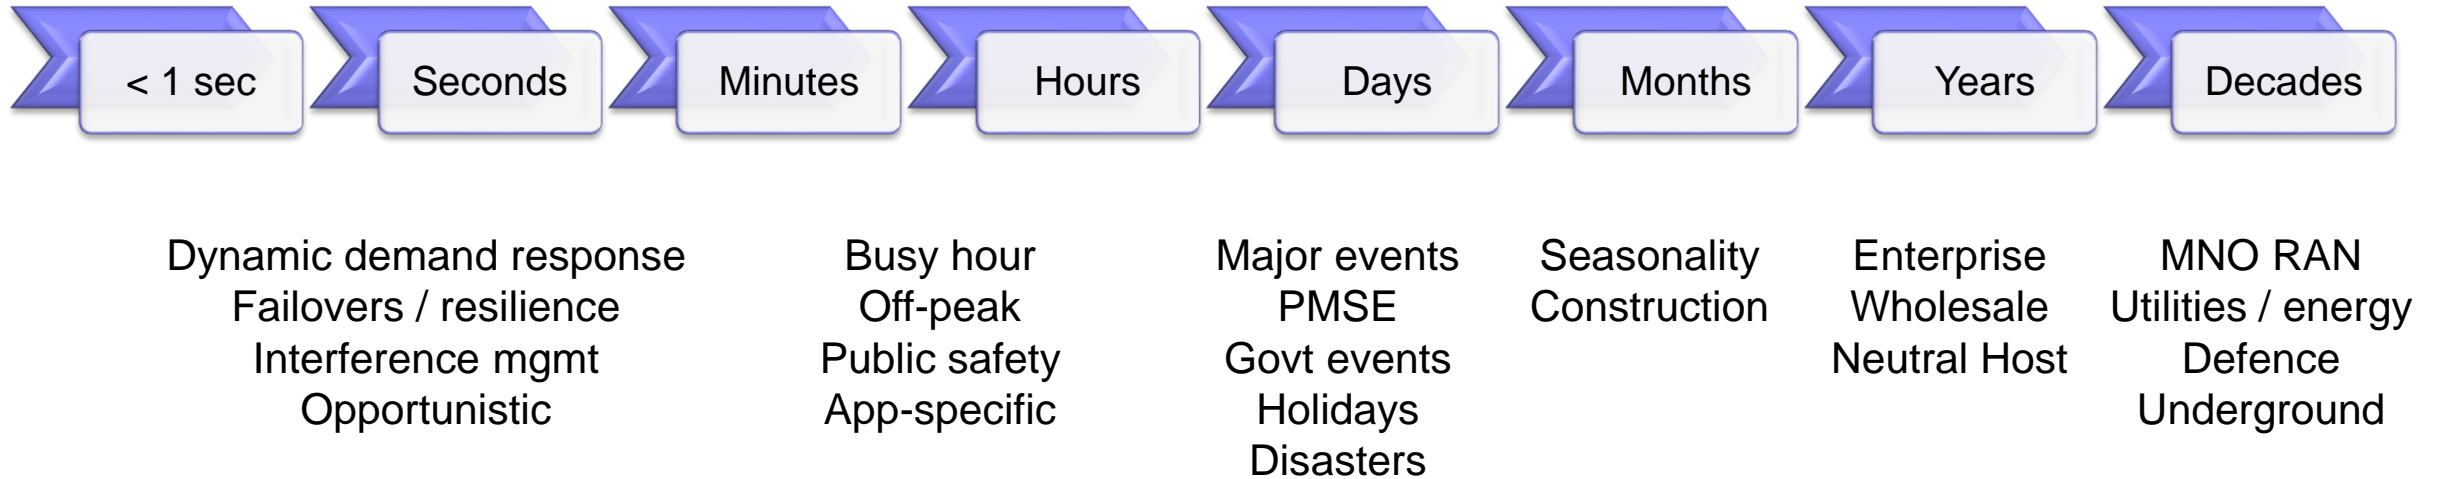 < 1 sec
Seconds
Minutes
Hours
Days
Months
Years
Decades
Dynamic demand response
Failovers / resilience
Interference mgmt
Opportunistic
Busy hour
Off-peak
Public safety
App-specific
Major events
PMSE
Govt events
Holidays
Disasters
Seasonality
Construction
Enterprise
Wholesale
Neutral Host
MNO RAN
Utilities / energy
Defence
Underground